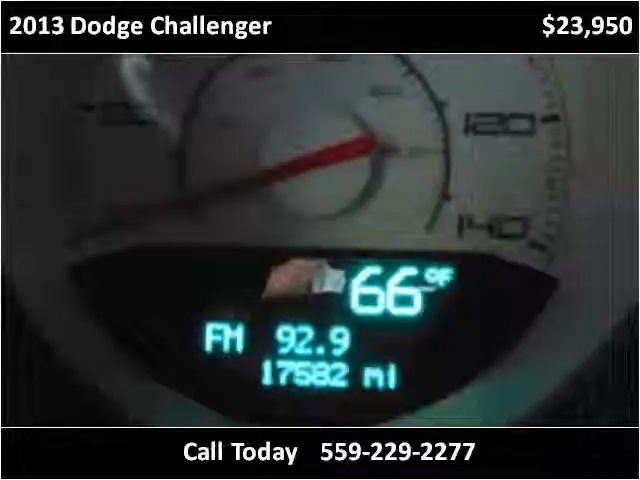 2013 Dodge Challenger $23,950
120
140
66°F
FM 92.9
17582 mi
Call Today 559-229-2277